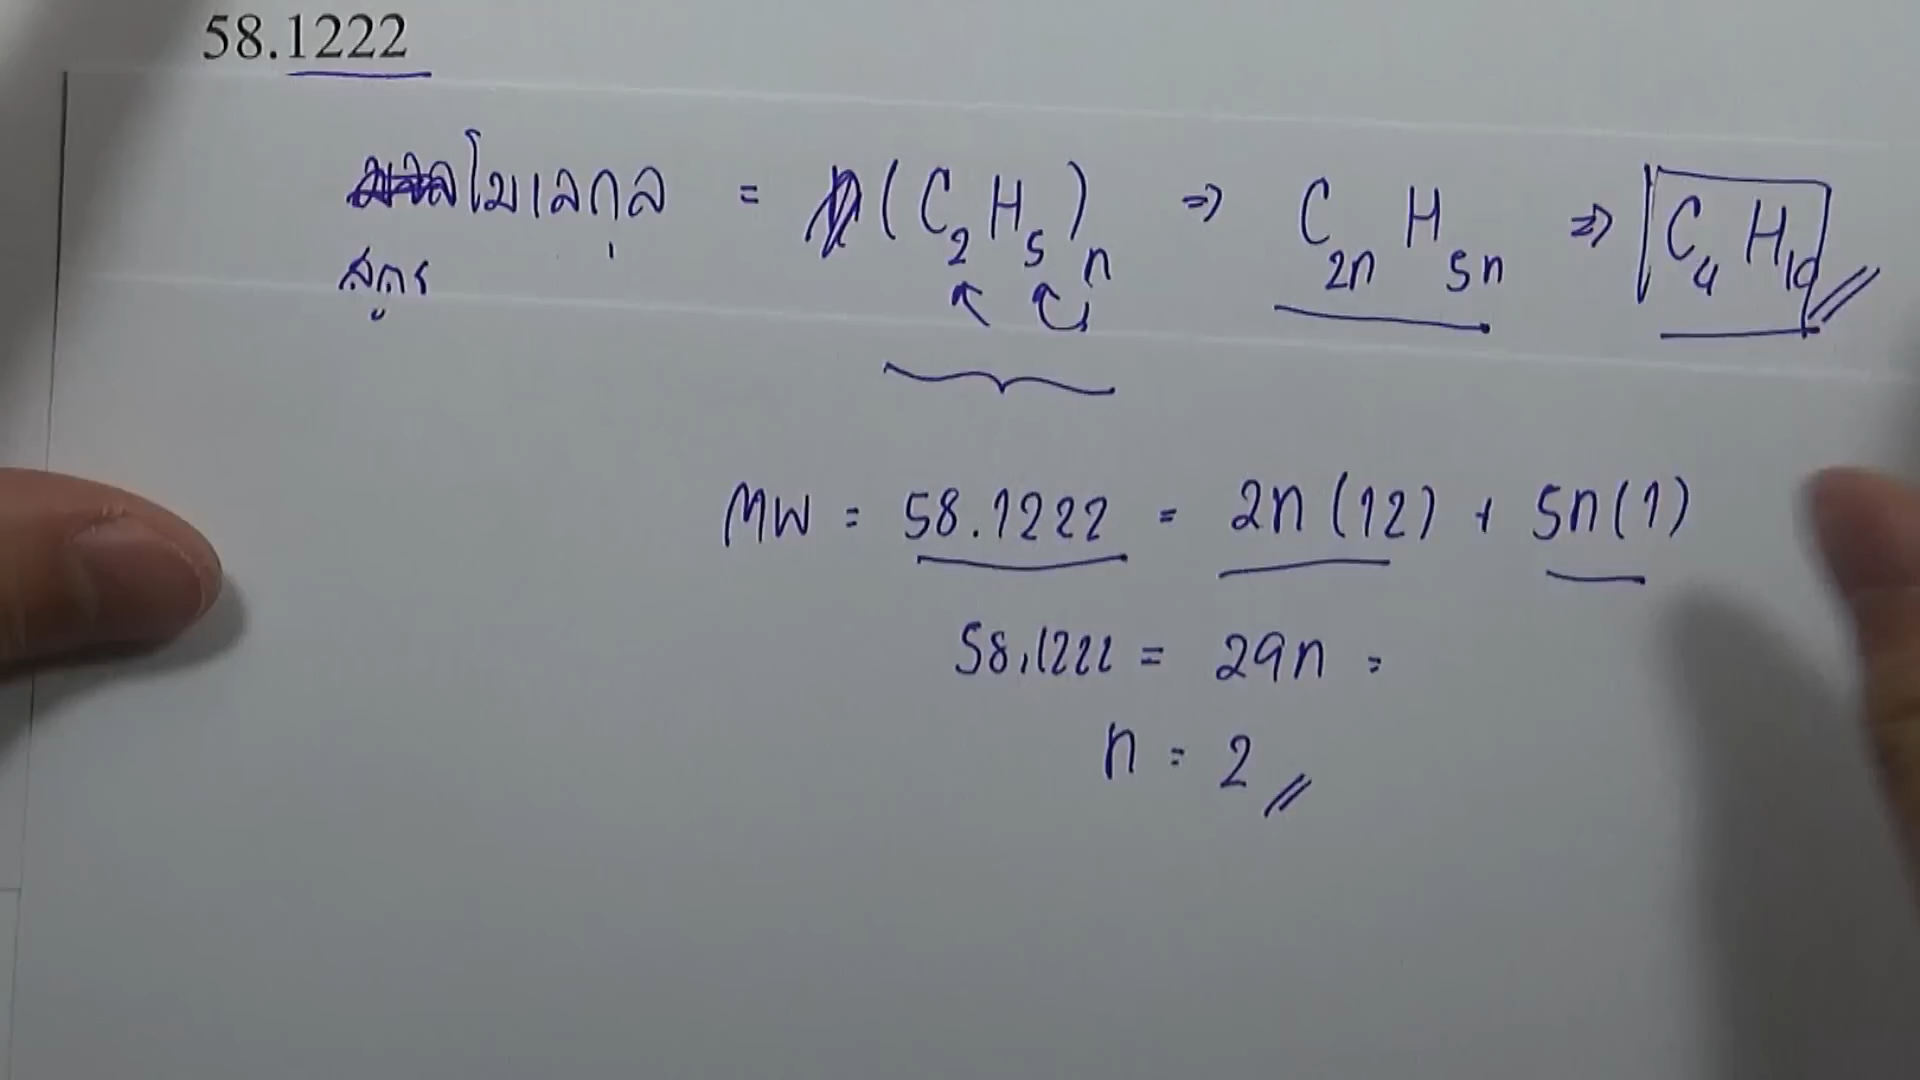 58.1222
โมเลกุล = (C₂H₅)ₙ ⇒ C₂ₙH₅ₙ ⇒ C₄H₁₀
สูตร
MW = 58.1222 = 2n(12) + 5n(1)
58.1222 = 29n =
n = 2